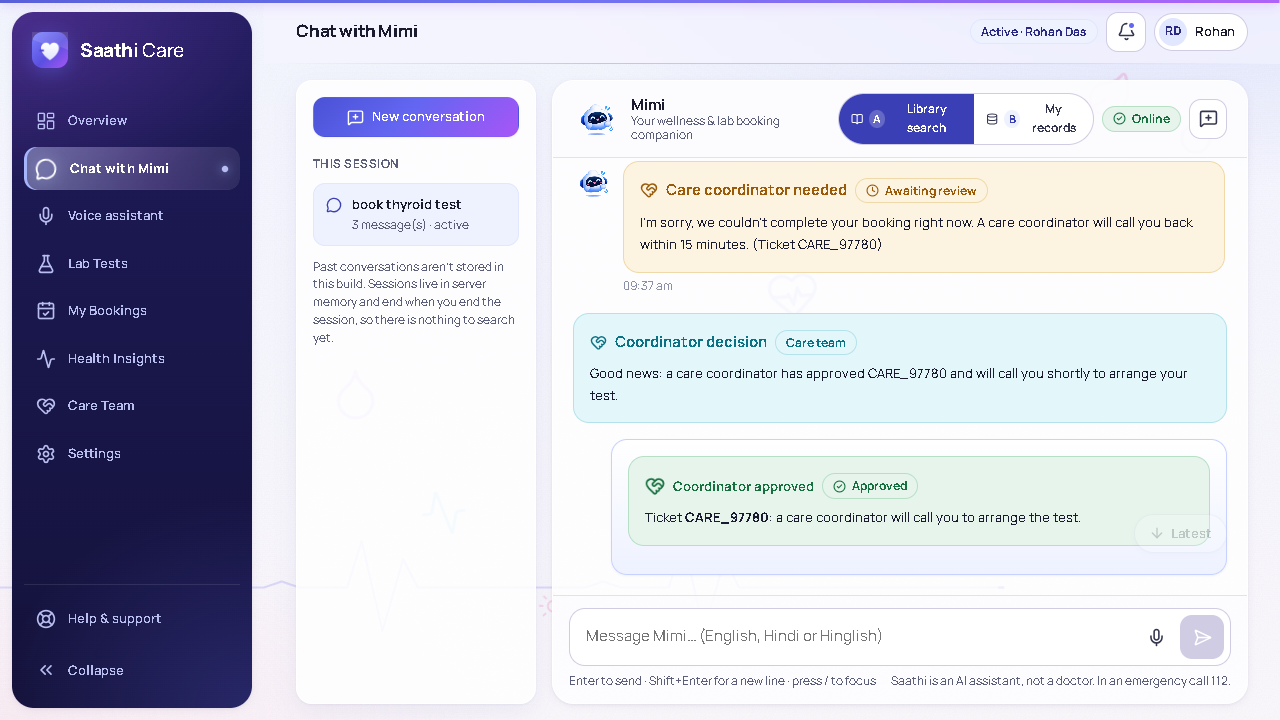 Saathi Care
Overview
Chat with Mimi
Voice assistant
Lab Tests
My Bookings
Health Insights
Care Team
Settings
Help & support
Collapse
Chat with Mimi
Active · Rohan Das
RD
Rohan
New conversation
THIS SESSION
book thyroid test
3 message(s) · active
Past conversations aren't stored in
this build. Sessions live in server
memory and end when you end the
session, so there is nothing to search
yet.
Mimi
Your wellness & lab booking
companion
A
Library
search
B
My
records
Online
Care coordinator needed
Awaiting review
I'm sorry, we couldn't complete your booking right now. A care coordinator will call you back
within 15 minutes. (Ticket CARE_97780)
09:37 am
Coordinator decision
Care team
Good news: a care coordinator has approved CARE_97780 and will call you shortly to arrange your
test.
Coordinator approved
Approved
Ticket CARE_97780: a care coordinator will call you to arrange the test.
Latest
Message Mimi... (English, Hindi or Hinglish)
Enter to send · Shift+Enter for a new line · press / to focus
Saathi is an AI assistant, not a doctor. In an emergency call 112.